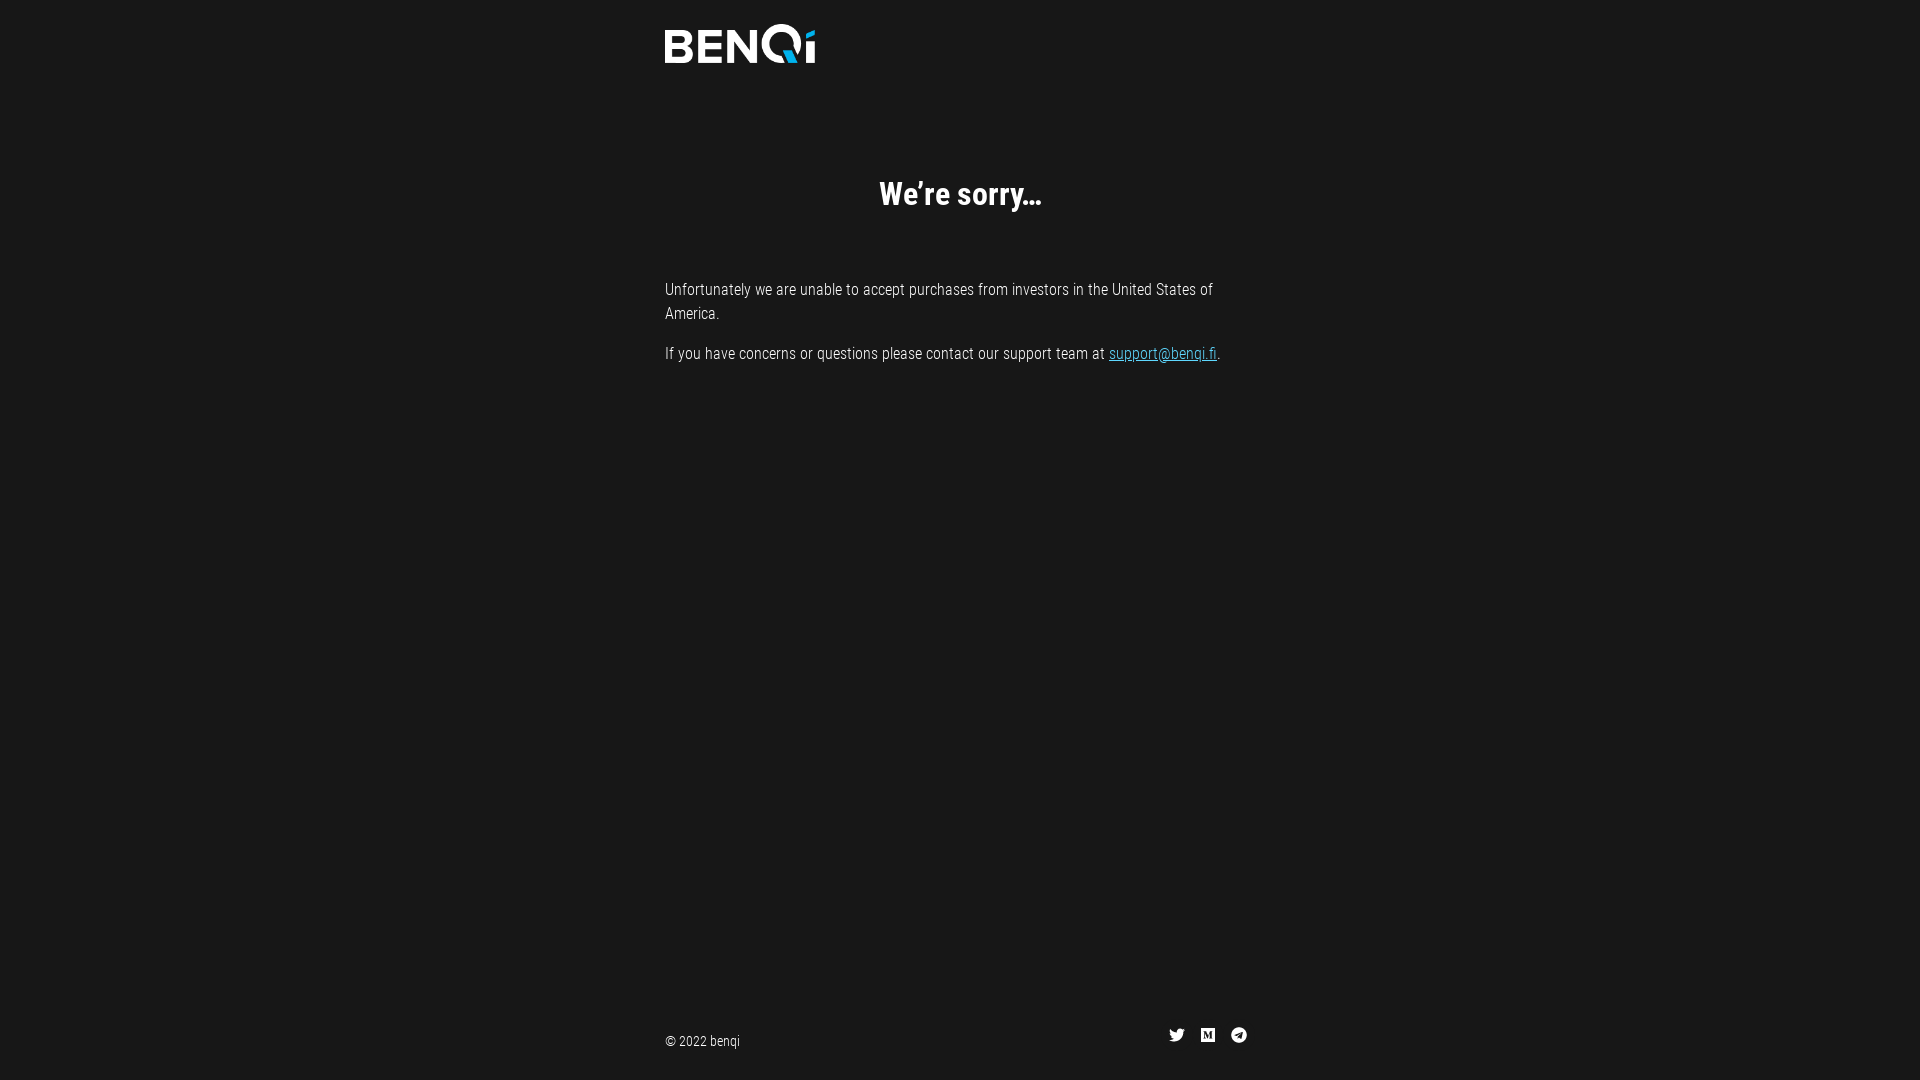 BENQi
We’re sorry…
Unfortunately we are unable to accept purchases from investors in the United States of
America.
If you have concerns or questions please contact our support team at support@benqi.fi.
© 2022 benqi